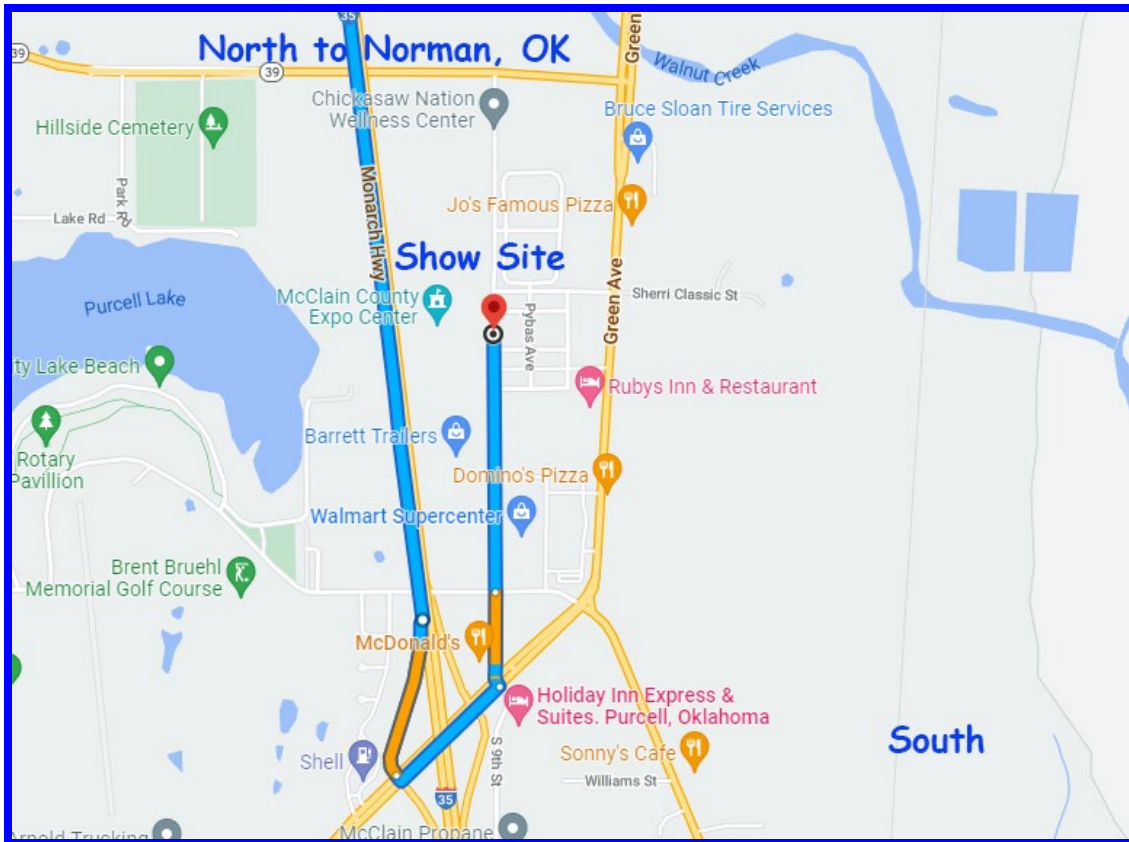 35
Green
North to Norman, OK
39
39
Walnut Creek
Chickasaw Nation
Wellness Center
Bruce Sloan Tire Services
Hillside Cemetery
Park Rd
Monarch Hwy
Jo's Famous Pizza
Lake Rd
Show Site
McClain County
Expo Center
Sherri Classic St
Purcell Lake
Pybas Ave
Green Ave
ity Lake Beach
Rubys Inn & Restaurant
Barrett Trailers
Rotary
Pavillion
Domino's Pizza
Walmart Supercenter
Brent Bruehl
Memorial Golf Course
McDonald's
Holiday Inn Express &
Suites. Purcell, Oklahoma
South
S 9th St
Sonny's Cafe
Shell
Williams St
35
Arnold Trucking
McClain Propane